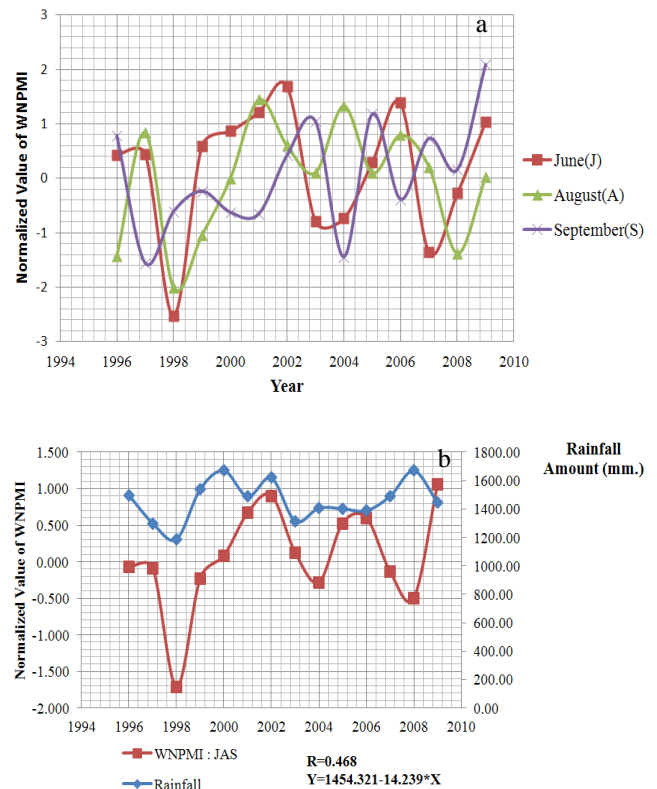 a
3
2
1
0
-1
-2
-3
Normalized Value of WNPMI
1994 1996 1998 2000 2002 2004 2006 2008 2010
Year
June(J)
August(A)
September(S)
b
Rainfall
Amount (mm.)
1.500
1.000
0.500
0.000
-0.500
-1.000
-1.500
-2.000
Normalized Value of WNPMI
1800.00
1600.00
1400.00
1200.00
1000.00
800.00
600.00
400.00
200.00
0.00
1994 1996 1998 2000 2002 2004 2006 2008 2010
WNPMI : JAS
Rainfall
R=0.468
Y=1454.321-14.239*X